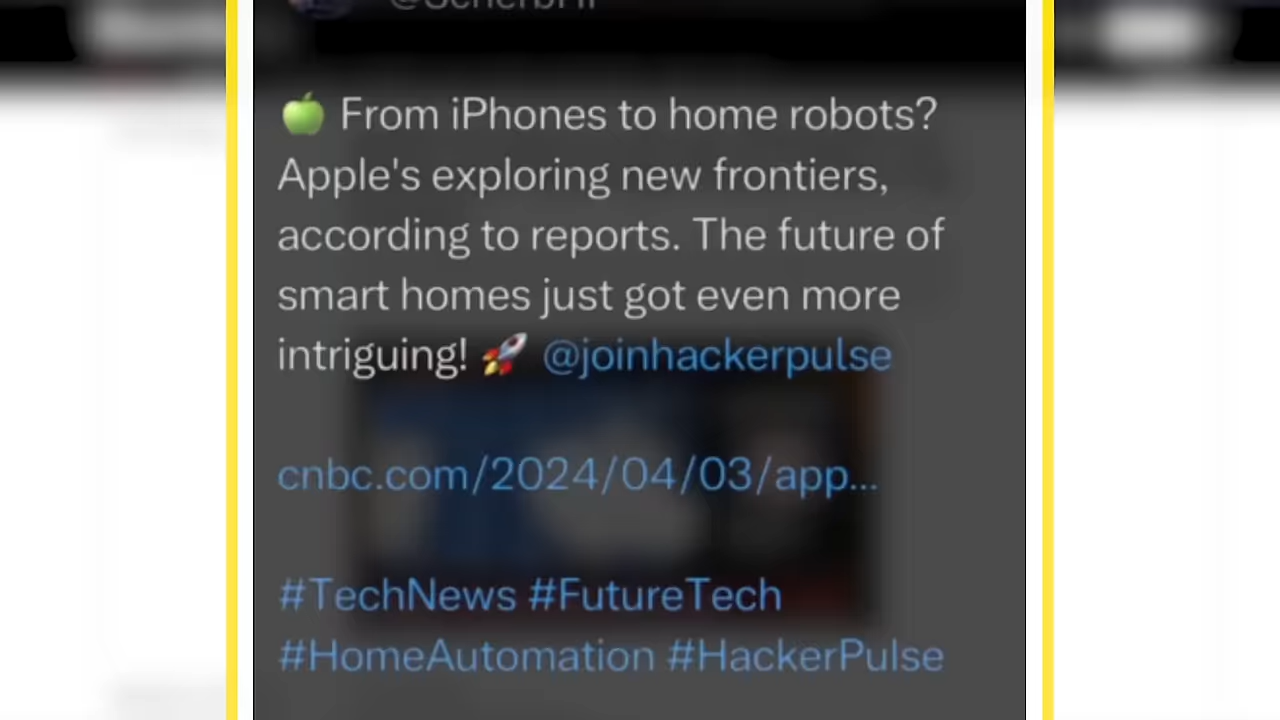 🍏 From iPhones to home robots?
Apple's exploring new frontiers,
according to reports. The future of
smart homes just got even more
intriguing! 🚀 @joinhackerpulse
cnbc.com/2024/04/03/app...
#TechNews #FutureTech
#HomeAutomation #HackerPulse